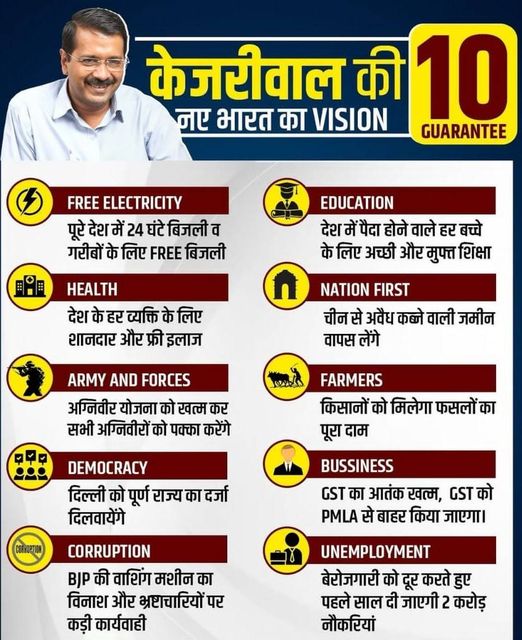 केजरीवाल की
नए भारत का VISION
10
GUARANTEE
FREE ELECTRICITY
पूरे देश में 24 घंटे बिजली व
गरीबों के लिए FREE बिजली
HEALTH
देश के हर व्यक्ति के लिए
शानदार और फ्री इलाज
ARMY AND FORCES
अग्निवीर योजना को खत्म कर
सभी अग्निवीरों को पक्का करेंगे
DEMOCRACY
दिल्ली को पूर्ण राज्य का दर्जा
दिलवायेंगे
CORRUPTION
CORRUPTION
BJP की वाशिंग मशीन का
विनाश और भ्रष्टाचारियों पर
कड़ी कार्यवाही
EDUCATION
देश में पैदा होने वाले हर बच्चे
के लिए अच्छी और मुफ्त शिक्षा
NATION FIRST
चीन से अवैध कब्जे वाली जमीन
वापस लेंगे
FARMERS
किसानों को मिलेगा फसलों का
पूरा दाम
BUSSINESS
GST का आतंक खत्म, GST को
PMLA से बाहर किया जाएगा।
UNEMPLOYMENT
बेरोजगारी को दूर करते हुए
पहले साल दी जाएगी 2 करोड़
नौकरियां